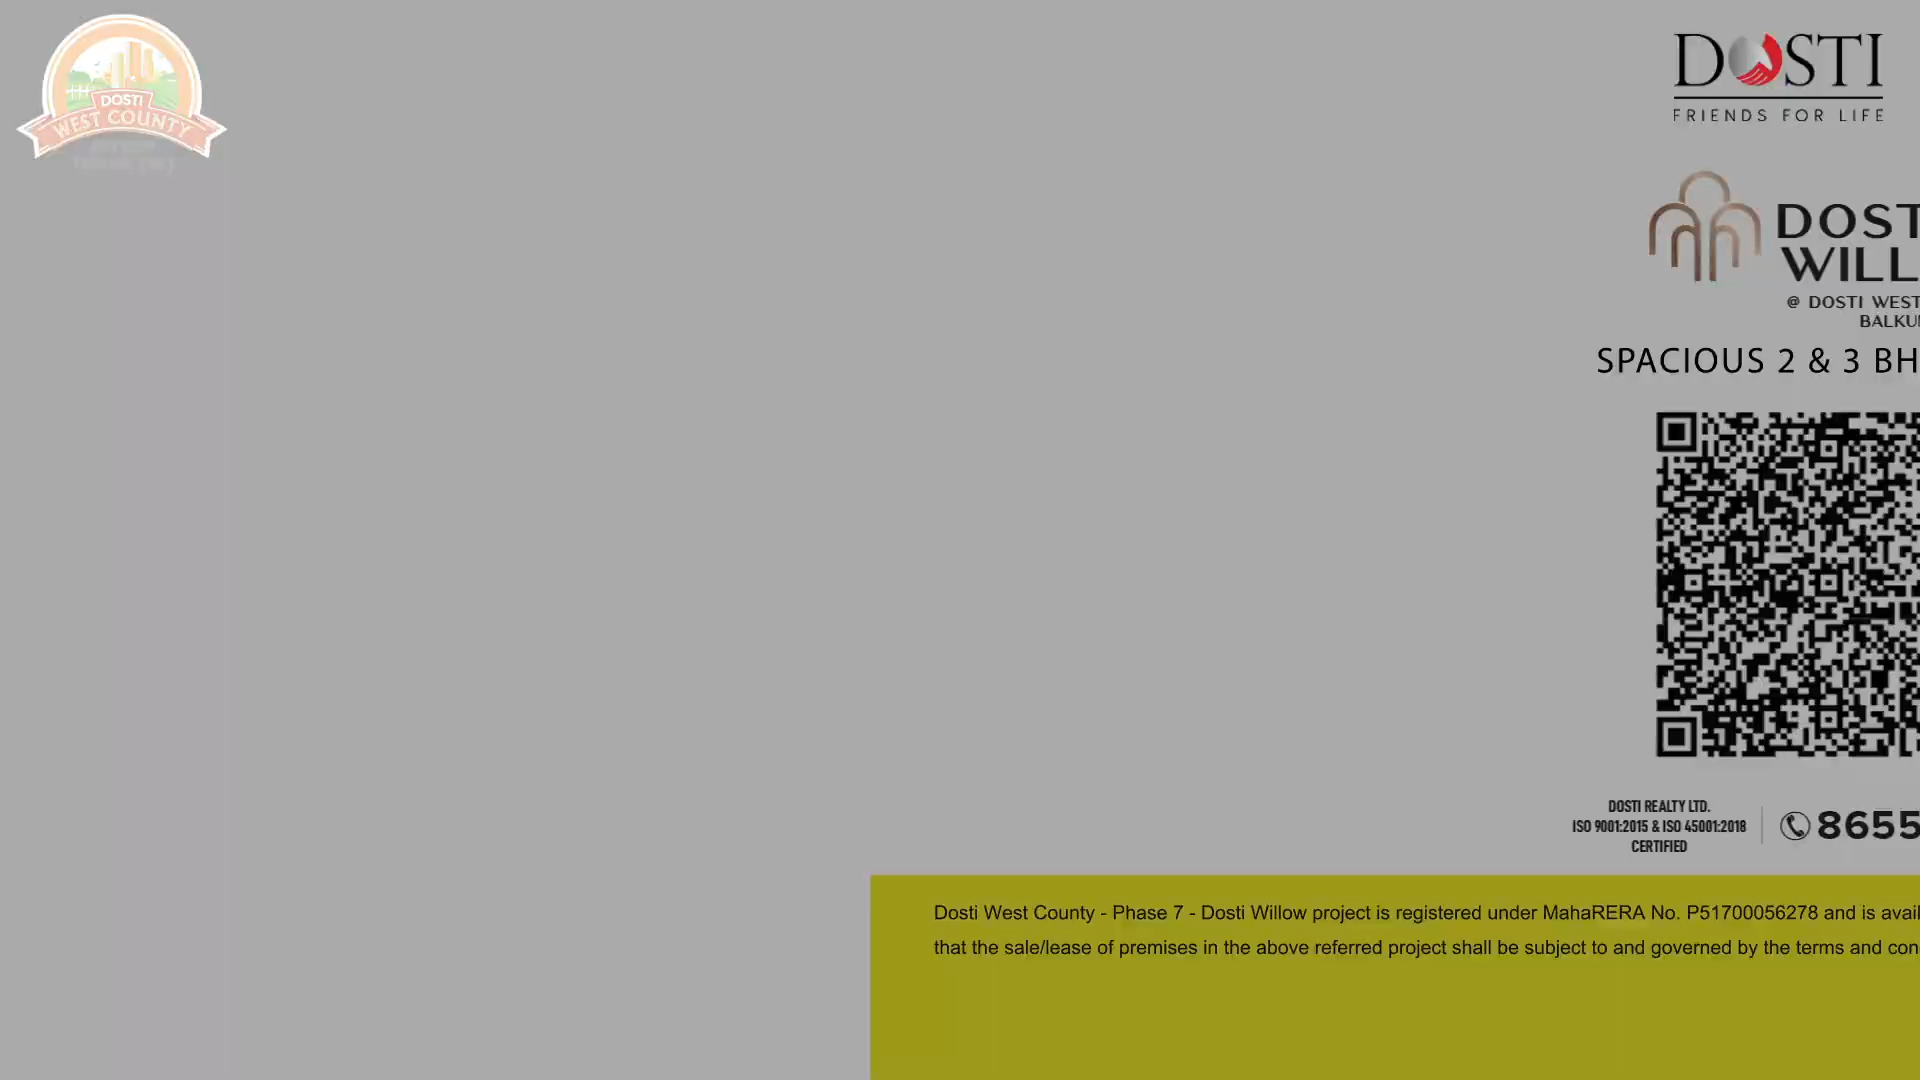 DOSTI
WEST COUNTY
DOSTI
FRIENDS FOR LIFE
DOST
WILL
@ DOSTI WEST
BALKU
SPACIOUS 2 & 3 BH
DOSTI REALTY LTD.
ISO 9001:2015 & ISO 45001:2018
CERTIFIED
8655
Dosti West County - Phase 7 - Dosti Willow project is registered under MahaRERA No. P51700056278 and is avail
that the sale/lease of premises in the above referred project shall be subject to and governed by the terms and con